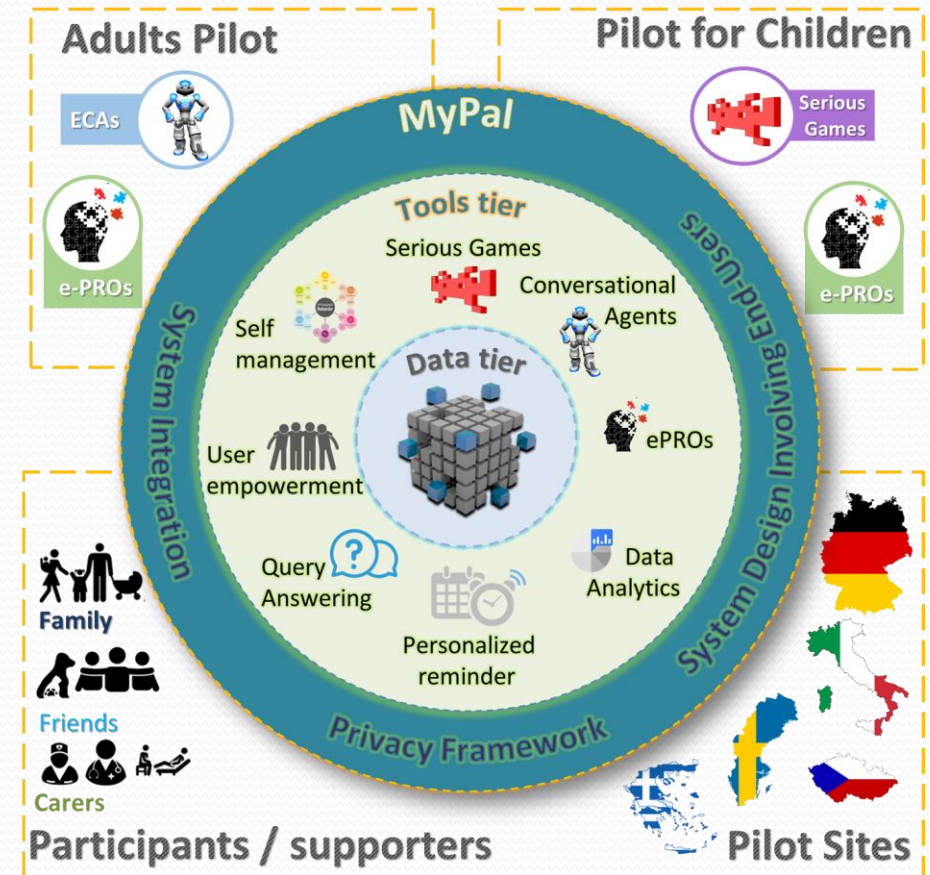 Adults Pilot
Pilot for Children
ECAs
Serious
Games
e-PROs
e-PROs
MyPal
System Integration
System Design Involving End-Users
Privacy Framework
Tools tier
Serious Games
Conversational
Agents
Self
management
Data tier
ePROs
User
empowerment
Query
Answering
Data
Analytics
Personalized
reminder
Family
Friends
Carers
Participants / supporters
Pilot Sites